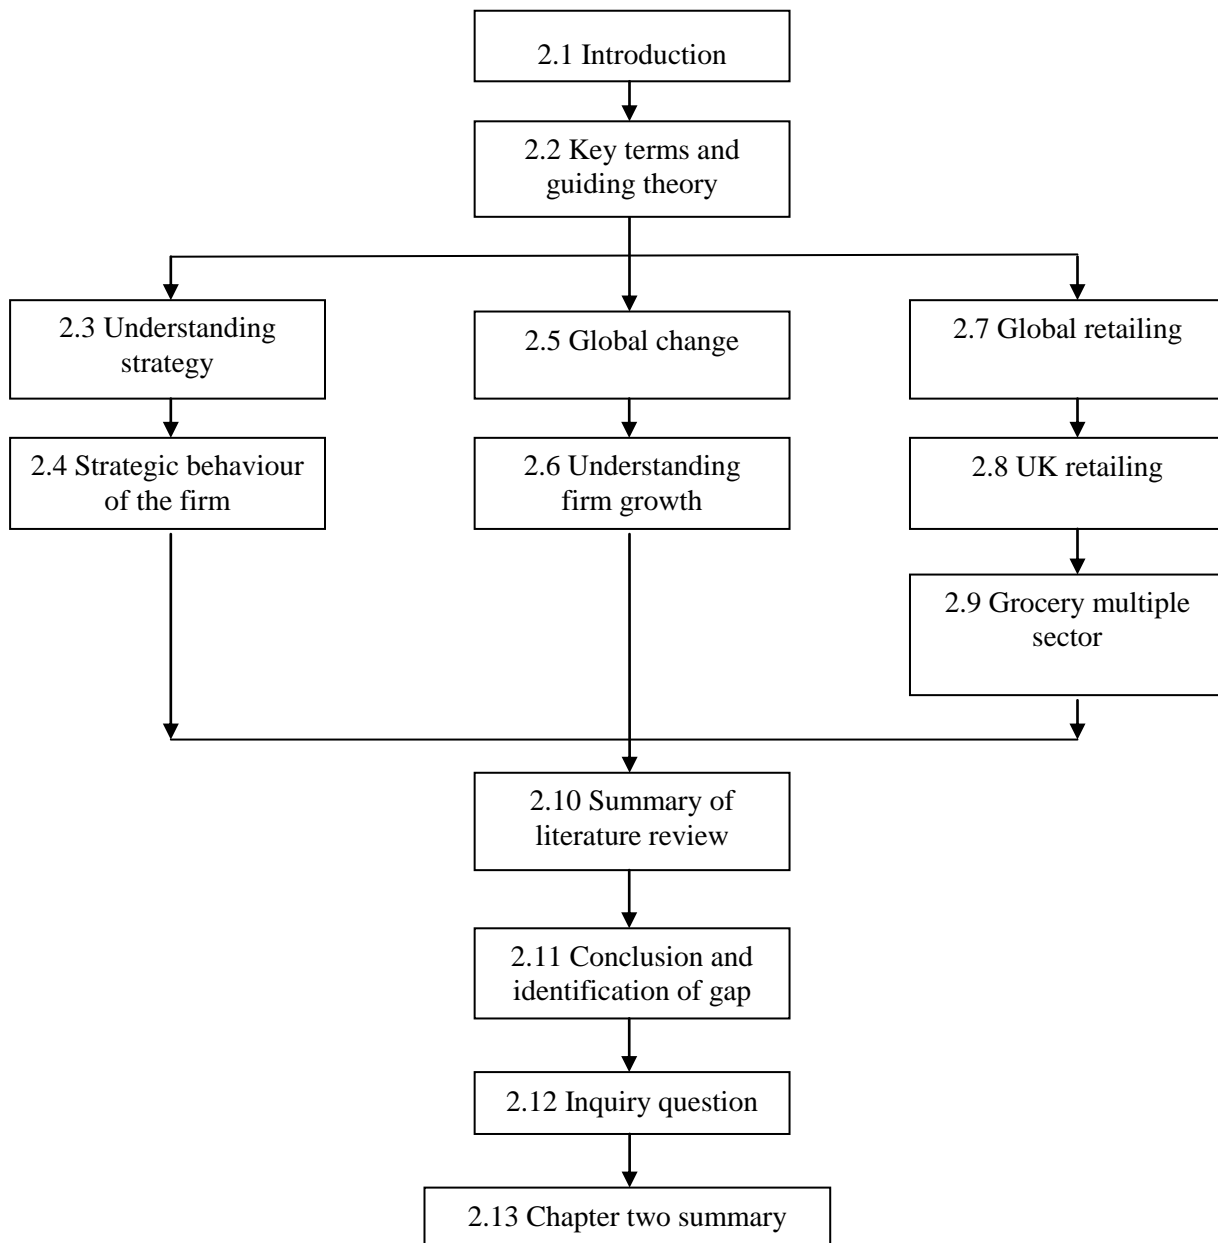 2.1 Introduction
2.2 Key terms and
guiding theory
2.3 Understanding
strategy
2.5 Global change
2.7 Global retailing
2.4 Strategic behaviour
of the firm
2.6 Understanding
firm growth
2.8 UK retailing
2.9 Grocery multiple
sector
2.10 Summary of
literature review
2.11 Conclusion and
identification of gap
2.12 Inquiry question
2.13 Chapter two summary